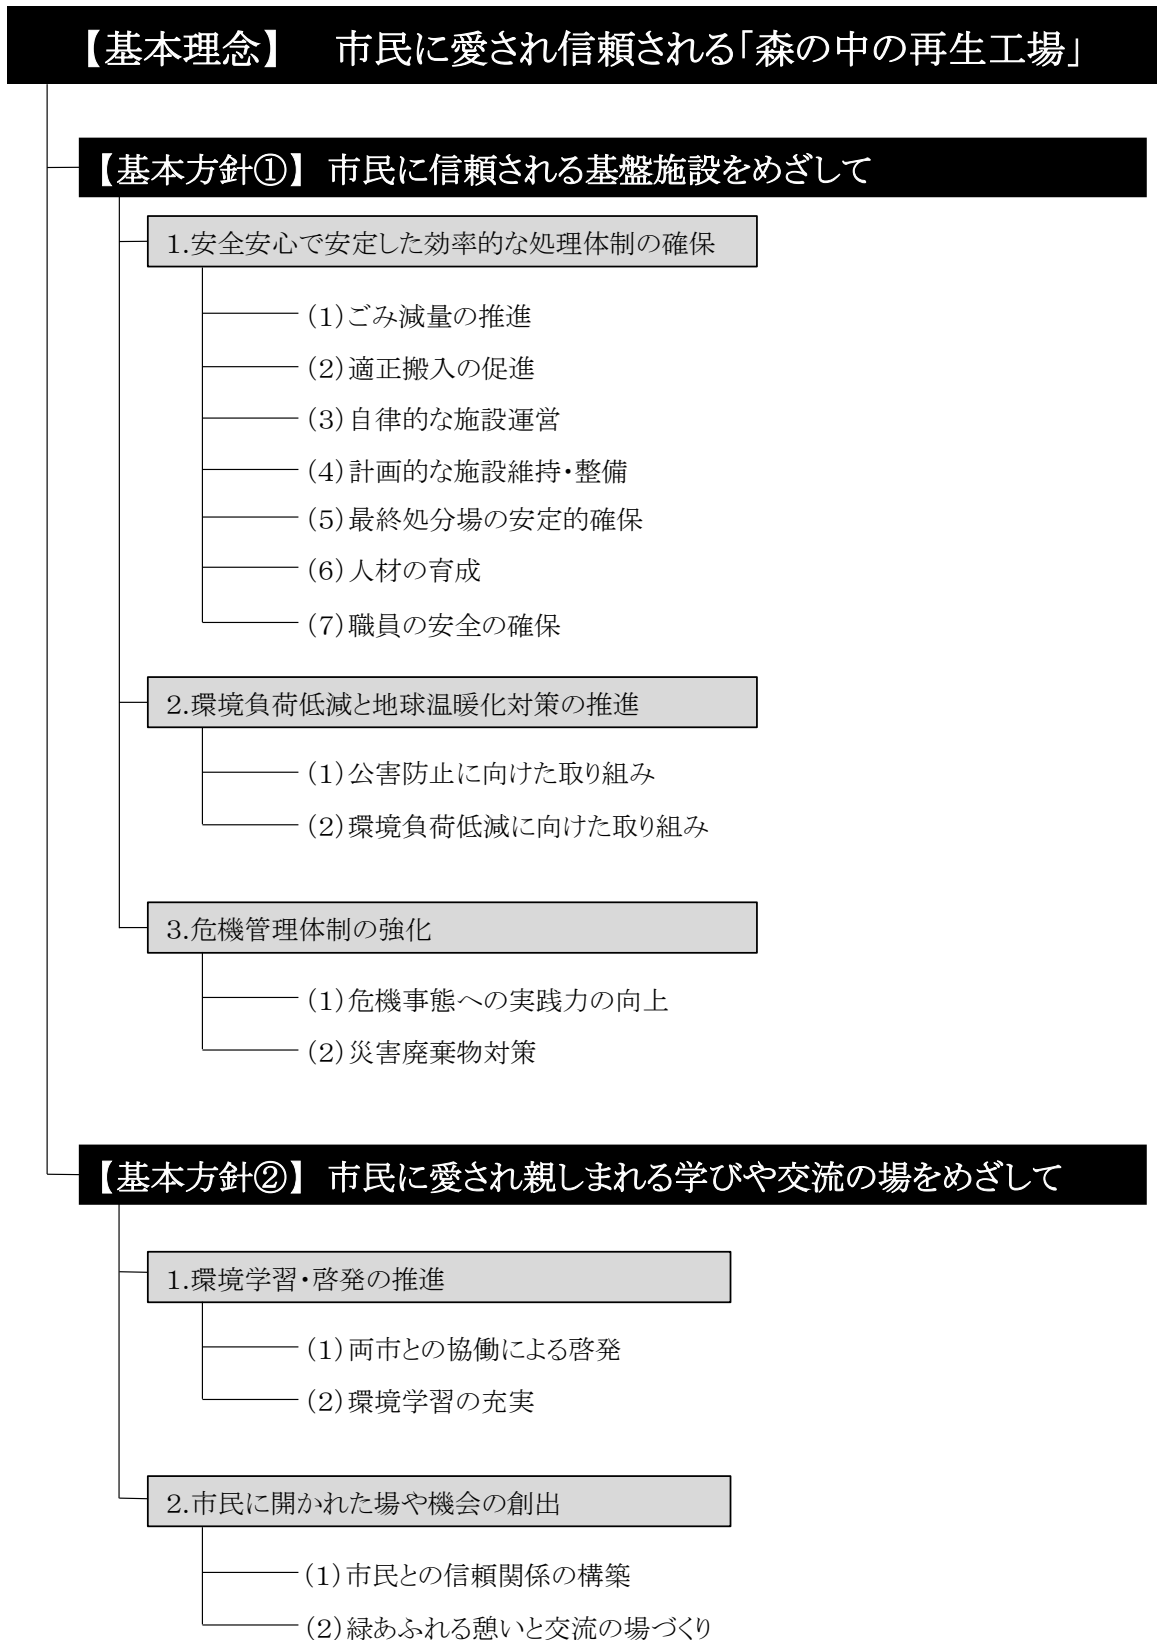 【基本理念】　市民に愛され信頼される「森の中の再生工場」
【基本方針①】 市民に信頼される基盤施設をめざして
1.安全安心で安定した効率的な処理体制の確保
(1)ごみ減量の推進
(2)適正搬入の促進
(3)自律的な施設運営
(4)計画的な施設維持・整備
(5)最終処分場の安定的確保
(6)人材の育成
(7)職員の安全の確保
2.環境負荷低減と地球温暖化対策の推進
(1)公害防止に向けた取り組み
(2)環境負荷低減に向けた取り組み
3.危機管理体制の強化
(1)危機事態への実践力の向上
(2)災害廃棄物対策
【基本方針②】 市民に愛され親しまれる学びや交流の場をめざして
1.環境学習・啓発の推進
(1)両市との協働による啓発
(2)環境学習の充実
2.市民に開かれた場や機会の創出
(1)市民との信頼関係の構築
(2)緑あふれる憩いと交流の場づくり